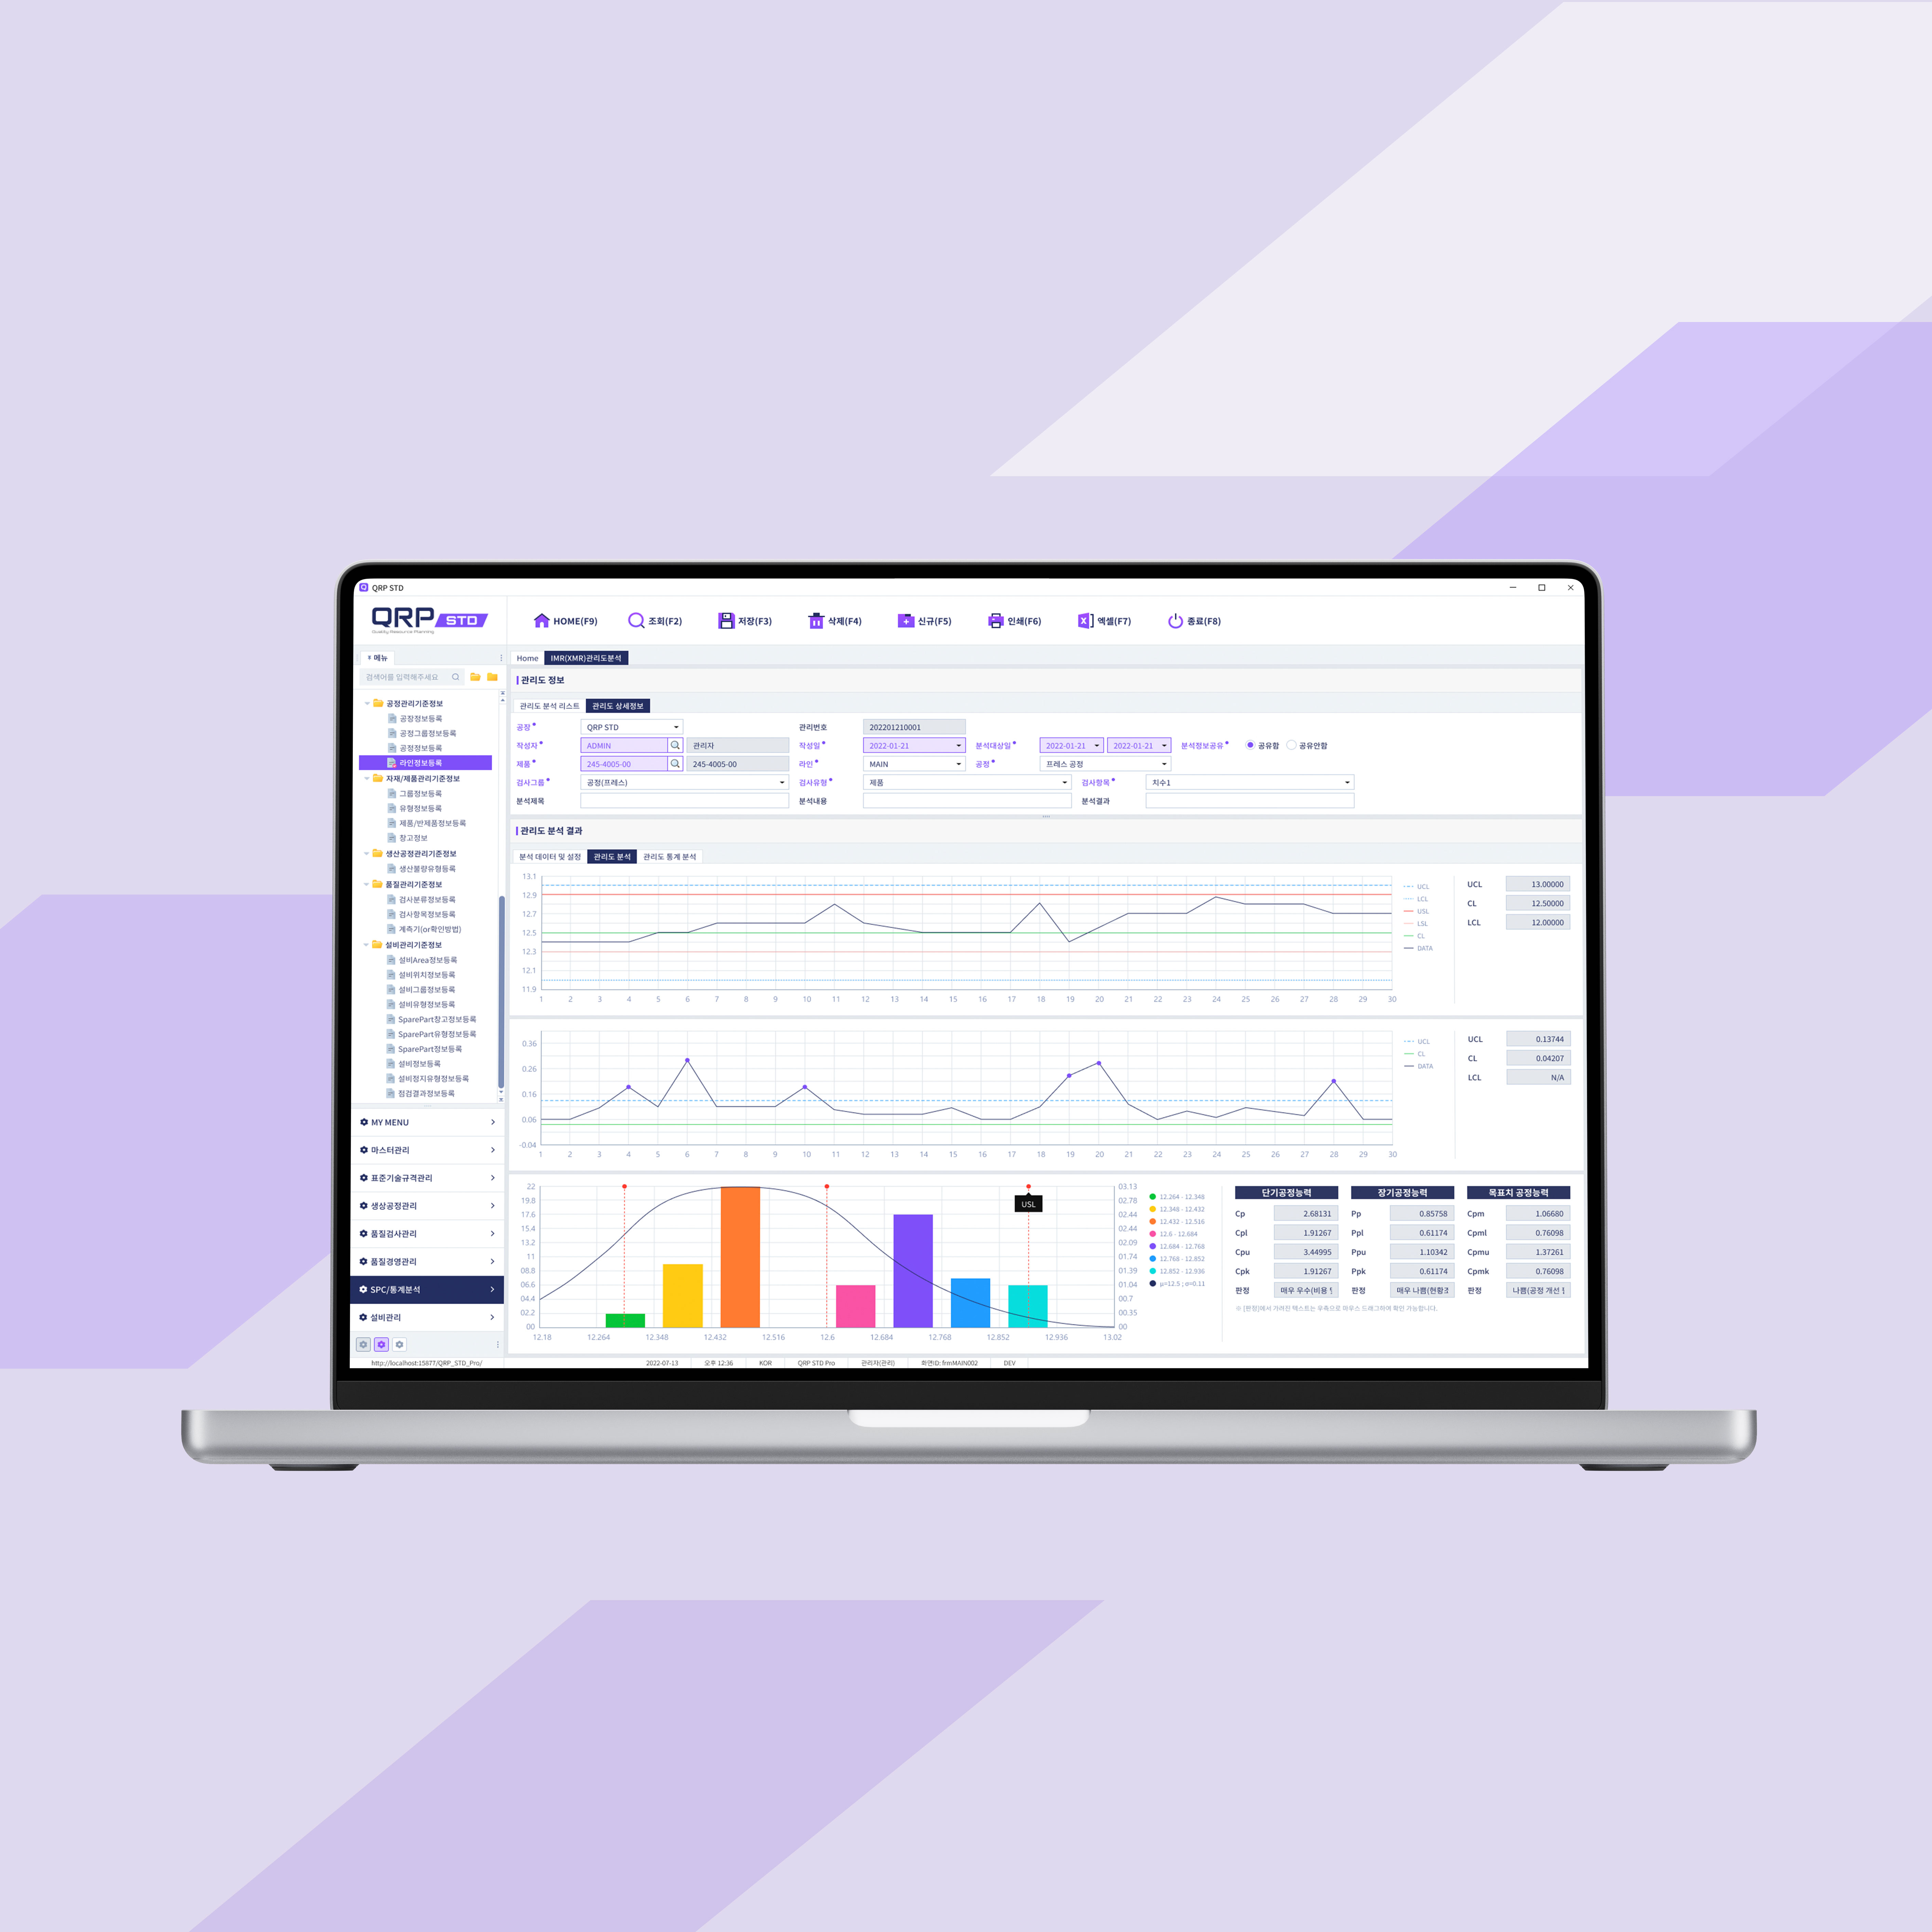 QRP STD
QRP STD
Quality Resource Planning
HOME(F9) 조회(F2) 저장(F3) 삭제(F4) 신규(F5) 인쇄(F6) 엑셀(F7) 종료(F8)
메뉴
검색어를 입력해주세요
공정관리기준정보
공장정보등록
공정그룹정보등록
공정정보등록
라인정보등록
자재/제품관리기준정보
그룹정보등록
유형정보등록
제품/반제품정보등록
창고정보
생산공정관리기준정보
생산불량유형등록
품질관리기준정보
검사분류정보등록
검사항목정보등록
계측기(or확인방법)
설비관리기준정보
설비Area정보등록
설비위치정보등록
설비그룹정보등록
설비유형정보등록
SparePart창고정보등록
SparePart유형정보등록
SparePart정보등록
설비정보등록
설비정지유형정보등록
점검결과정보등록
MY MENU
마스터관리
표준기술규격관리
생상공정관리
품질검사관리
품질경영관리
SPC/통계분석
설비관리
Home IMR(XMR)관리도분석
관리도 정보
관리도 분석 리스트 관리도 상세정보
공장 QRP STD 관리번호 202201210001
작성자 ADMIN 관리자 작성일 2022-01-21 분석대상일 2022-01-21 2022-01-21 분석정보공유 공유함 공유안함
제품 245-4005-00 245-4005-00 라인 MAIN 공정 프레스 공정
검사그룹 공정(프레스) 검사유형 제품 검사항목 치수1
분석제목 분석내용 분석결과
관리도 분석 결과
분석 데이터 및 설정 관리도 분석 관리도 통계 분석
13.1
12.9
12.7
12.5
12.3
12.1
11.9
1 2 3 4 5 6 7 8 9 10 11 12 13 14 15 16 17 18 19 20 21 22 23 24 25 26 27 28 29 30
UCL
LCL
USL
LSL
CL
DATA
UCL 13.00000
CL 12.50000
LCL 12.00000
0.36
0.26
0.16
0.06
-0.04
1 2 3 4 5 6 7 8 9 10 11 12 13 14 15 16 17 18 19 20 21 22 23 24 25 26 27 28 29 30
UCL
CL
DATA
UCL 0.13744
CL 0.04207
LCL N/A
22
19.8
17.6
15.4
13.2
11
08.8
06.6
04.4
02.2
00
12.18 12.264 12.348 12.432 12.516 12.6 12.684 12.768 12.852 12.936 13.02
USL
03.13
02.78
02.44
02.44
02.09
01.74
01.39
01.04
00.7
00.35
00
12.264 - 12.348
12.348 - 12.432
12.432 - 12.516
12.6 - 12.684
12.684 - 12.768
12.768 - 12.852
12.852 - 12.936
μ=12.5 ; σ=0.11
단기공정능력 장기공정능력 목표치 공정능력
Cp 2.68131 Pp 0.85758 Cpm 1.06680
Cpl 1.91267 Ppl 0.61174 Cpml 0.76098
Cpu 3.44995 Ppu 1.10342 Cpmu 1.37261
Cpk 1.91267 Ppk 0.61174 Cpmk 0.76098
판정 매우 우수(비용 판정 매우 나쁨(현황 판정 나쁨(공정 개선
※ [판정]에서 가려진 텍스트는 우측으로 마우스 드래그하여 확인 가능합니다.
http://localhost:15877/QRP_STD_Pro/ 2022-07-13 오후 12:36 KOR QRP STD Pro 관리자(관리) 화면ID: frmMAIN002 DEV